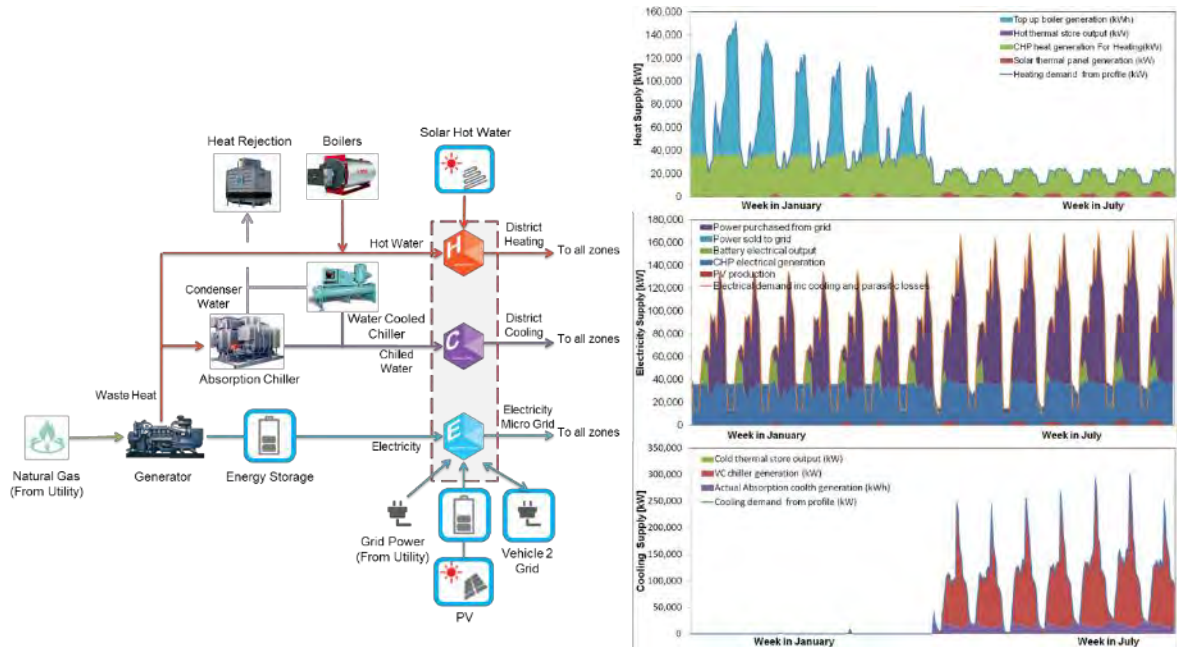 Heat Rejection
Boilers
Solar Hot Water
H
Hot Water
District
Heating
To all zones
Condenser
Water
Water Cooled
Chiller
C
District
Cooling
To all zones
Chilled
Water
Absorption Chiller
Waste Heat
E
Electricity
Micro Grid
To all zones
Electricity
Natural Gas
(From Utility)
Generator
Energy Storage
Grid Power
(From Utility)
Vehicle 2
Grid
PV
Heat Supply [kW]
160,000
140,000
120,000
100,000
80,000
60,000
40,000
20,000
0
Top up boiler generation (kWh)
Hot thermal store output (kW)
CHP heat generation For Heating(kW)
Solar thermal panel generation (kW)
Heating demand from profile (kW)
Week in January
Week in July
Electricity Supply [kW]
180,000
160,000
140,000
120,000
100,000
80,000
60,000
40,000
20,000
0
Power purchased from grid
Power sold to grid
Battery electrical output
CHP electrical generation
PV production
Electrical demand inc cooling and parasitic losses
Week in January
Week in July
Cooling Supply [kW]
350,000
300,000
250,000
200,000
150,000
100,000
50,000
0
Cold thermal store output (kW)
VC chiller generation (kW)
Actual Absorption coolth generation (kWh)
Cooling demand from profile (kW)
Week in January
Week in July